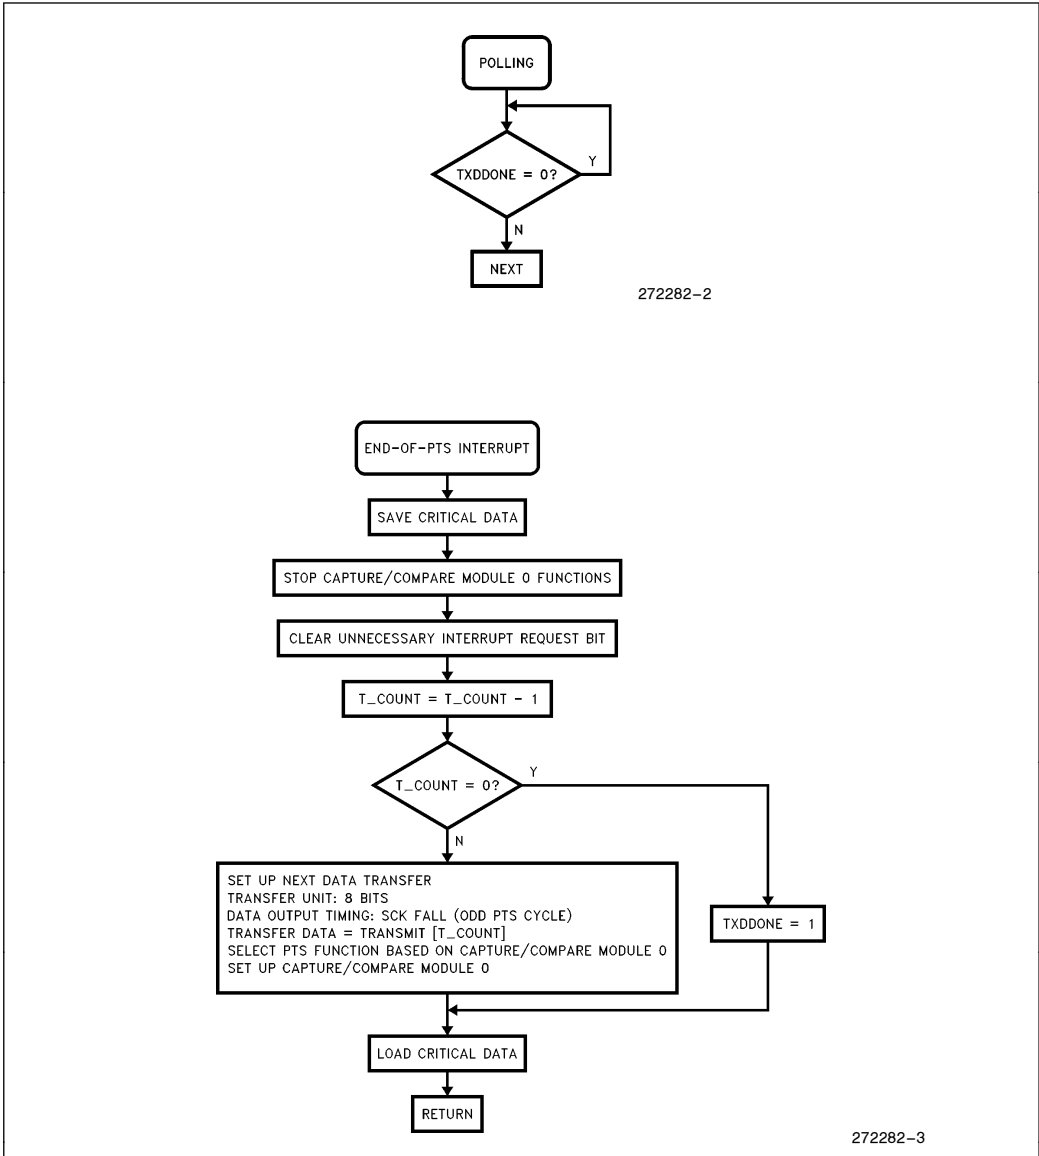 POLLING
TXDDONE = 0?
Y
N
NEXT
272282-2
END-OF-PTS INTERRUPT
SAVE CRITICAL DATA
STOP CAPTURE/COMPARE MODULE 0 FUNCTIONS
CLEAR UNNECESSARY INTERRUPT REQUEST BIT
T_COUNT = T_COUNT - 1
T_COUNT = 0?
Y
N
SET UP NEXT DATA TRANSFER
TRANSFER UNIT: 8 BITS
DATA OUTPUT TIMING: SCK FALL (ODD PTS CYCLE)
TRANSFER DATA = TRANSMIT [T_COUNT]
SELECT PTS FUNCTION BASED ON CAPTURE/COMPARE MODULE 0
SET UP CAPTURE/COMPARE MODULE 0
TXDDONE = 1
LOAD CRITICAL DATA
RETURN
272282-3